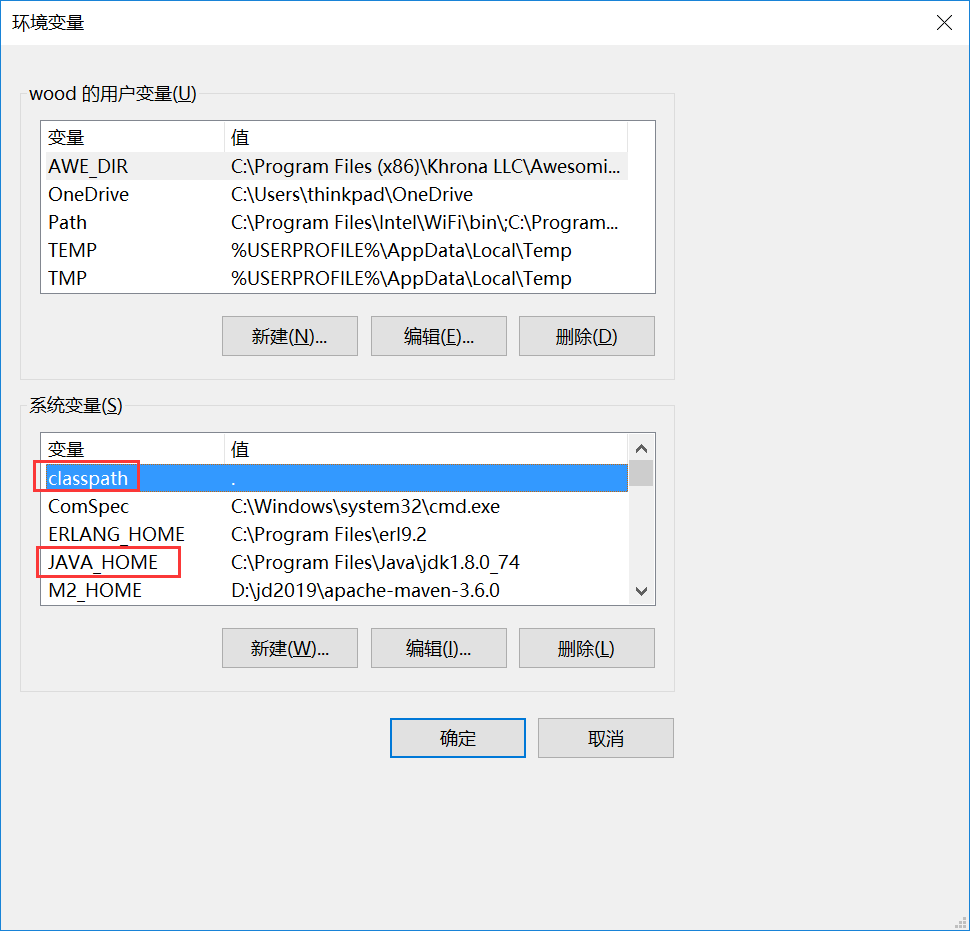 环境变量
wood 的用户变量(U)
变量 值
AWE_DIR C:\Program Files (x86)\Khrona LLC\Awesomi...
OneDrive C:\Users\thinkpad\OneDrive
Path C:\Program Files\Intel\WiFi\bin\;C:\Program...
TEMP %USERPROFILE%\AppData\Local\Temp
TMP %USERPROFILE%\AppData\Local\Temp
新建(N)... 编辑(E)... 删除(D)
系统变量(S)
变量 值
classpath .
ComSpec C:\Windows\system32\cmd.exe
ERLANG_HOME C:\Program Files\erl9.2
JAVA_HOME C:\Program Files\Java\jdk1.8.0_74
M2_HOME D:\jd2019\apache-maven-3.6.0
新建(W)... 编辑(I)... 删除(L)
确定 取消